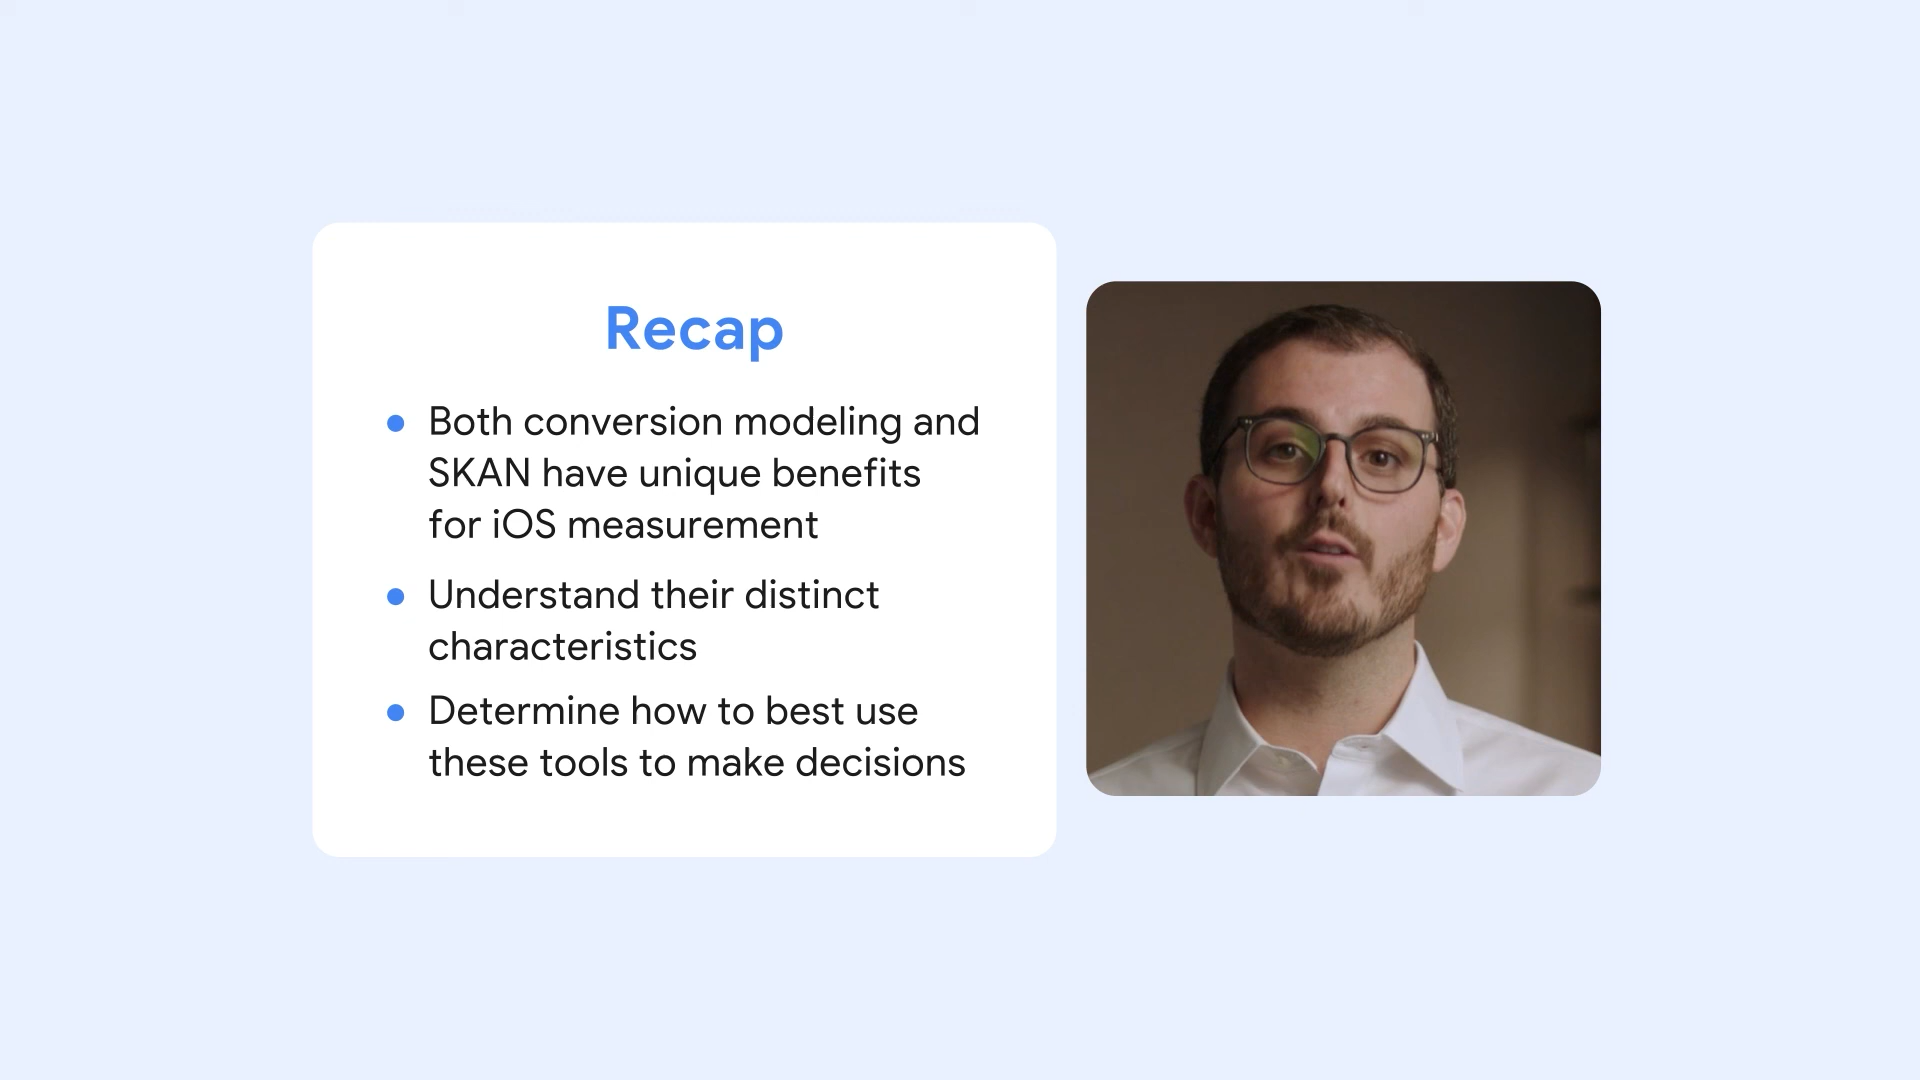 Recap
Both conversion modeling and
SKAN have unique benefits
for iOS measurement
Understand their distinct
characteristics
Determine how to best use
these tools to make decisions